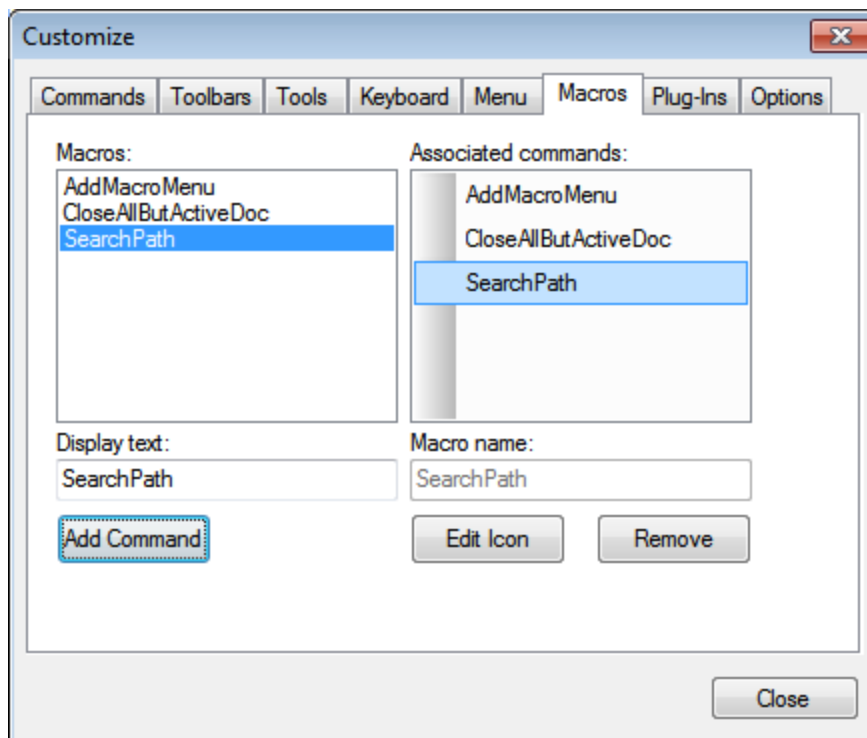 Customize
Commands Toolbars Tools Keyboard Menu Macros Plug-Ins Options
Macros: Associated commands:
AddMacroMenu
CloseAllButActiveDoc
SearchPath
AddMacroMenu
CloseAllButActiveDoc
SearchPath
Display text: Macro name:
SearchPath SearchPath
Add Command Edit Icon Remove
Close